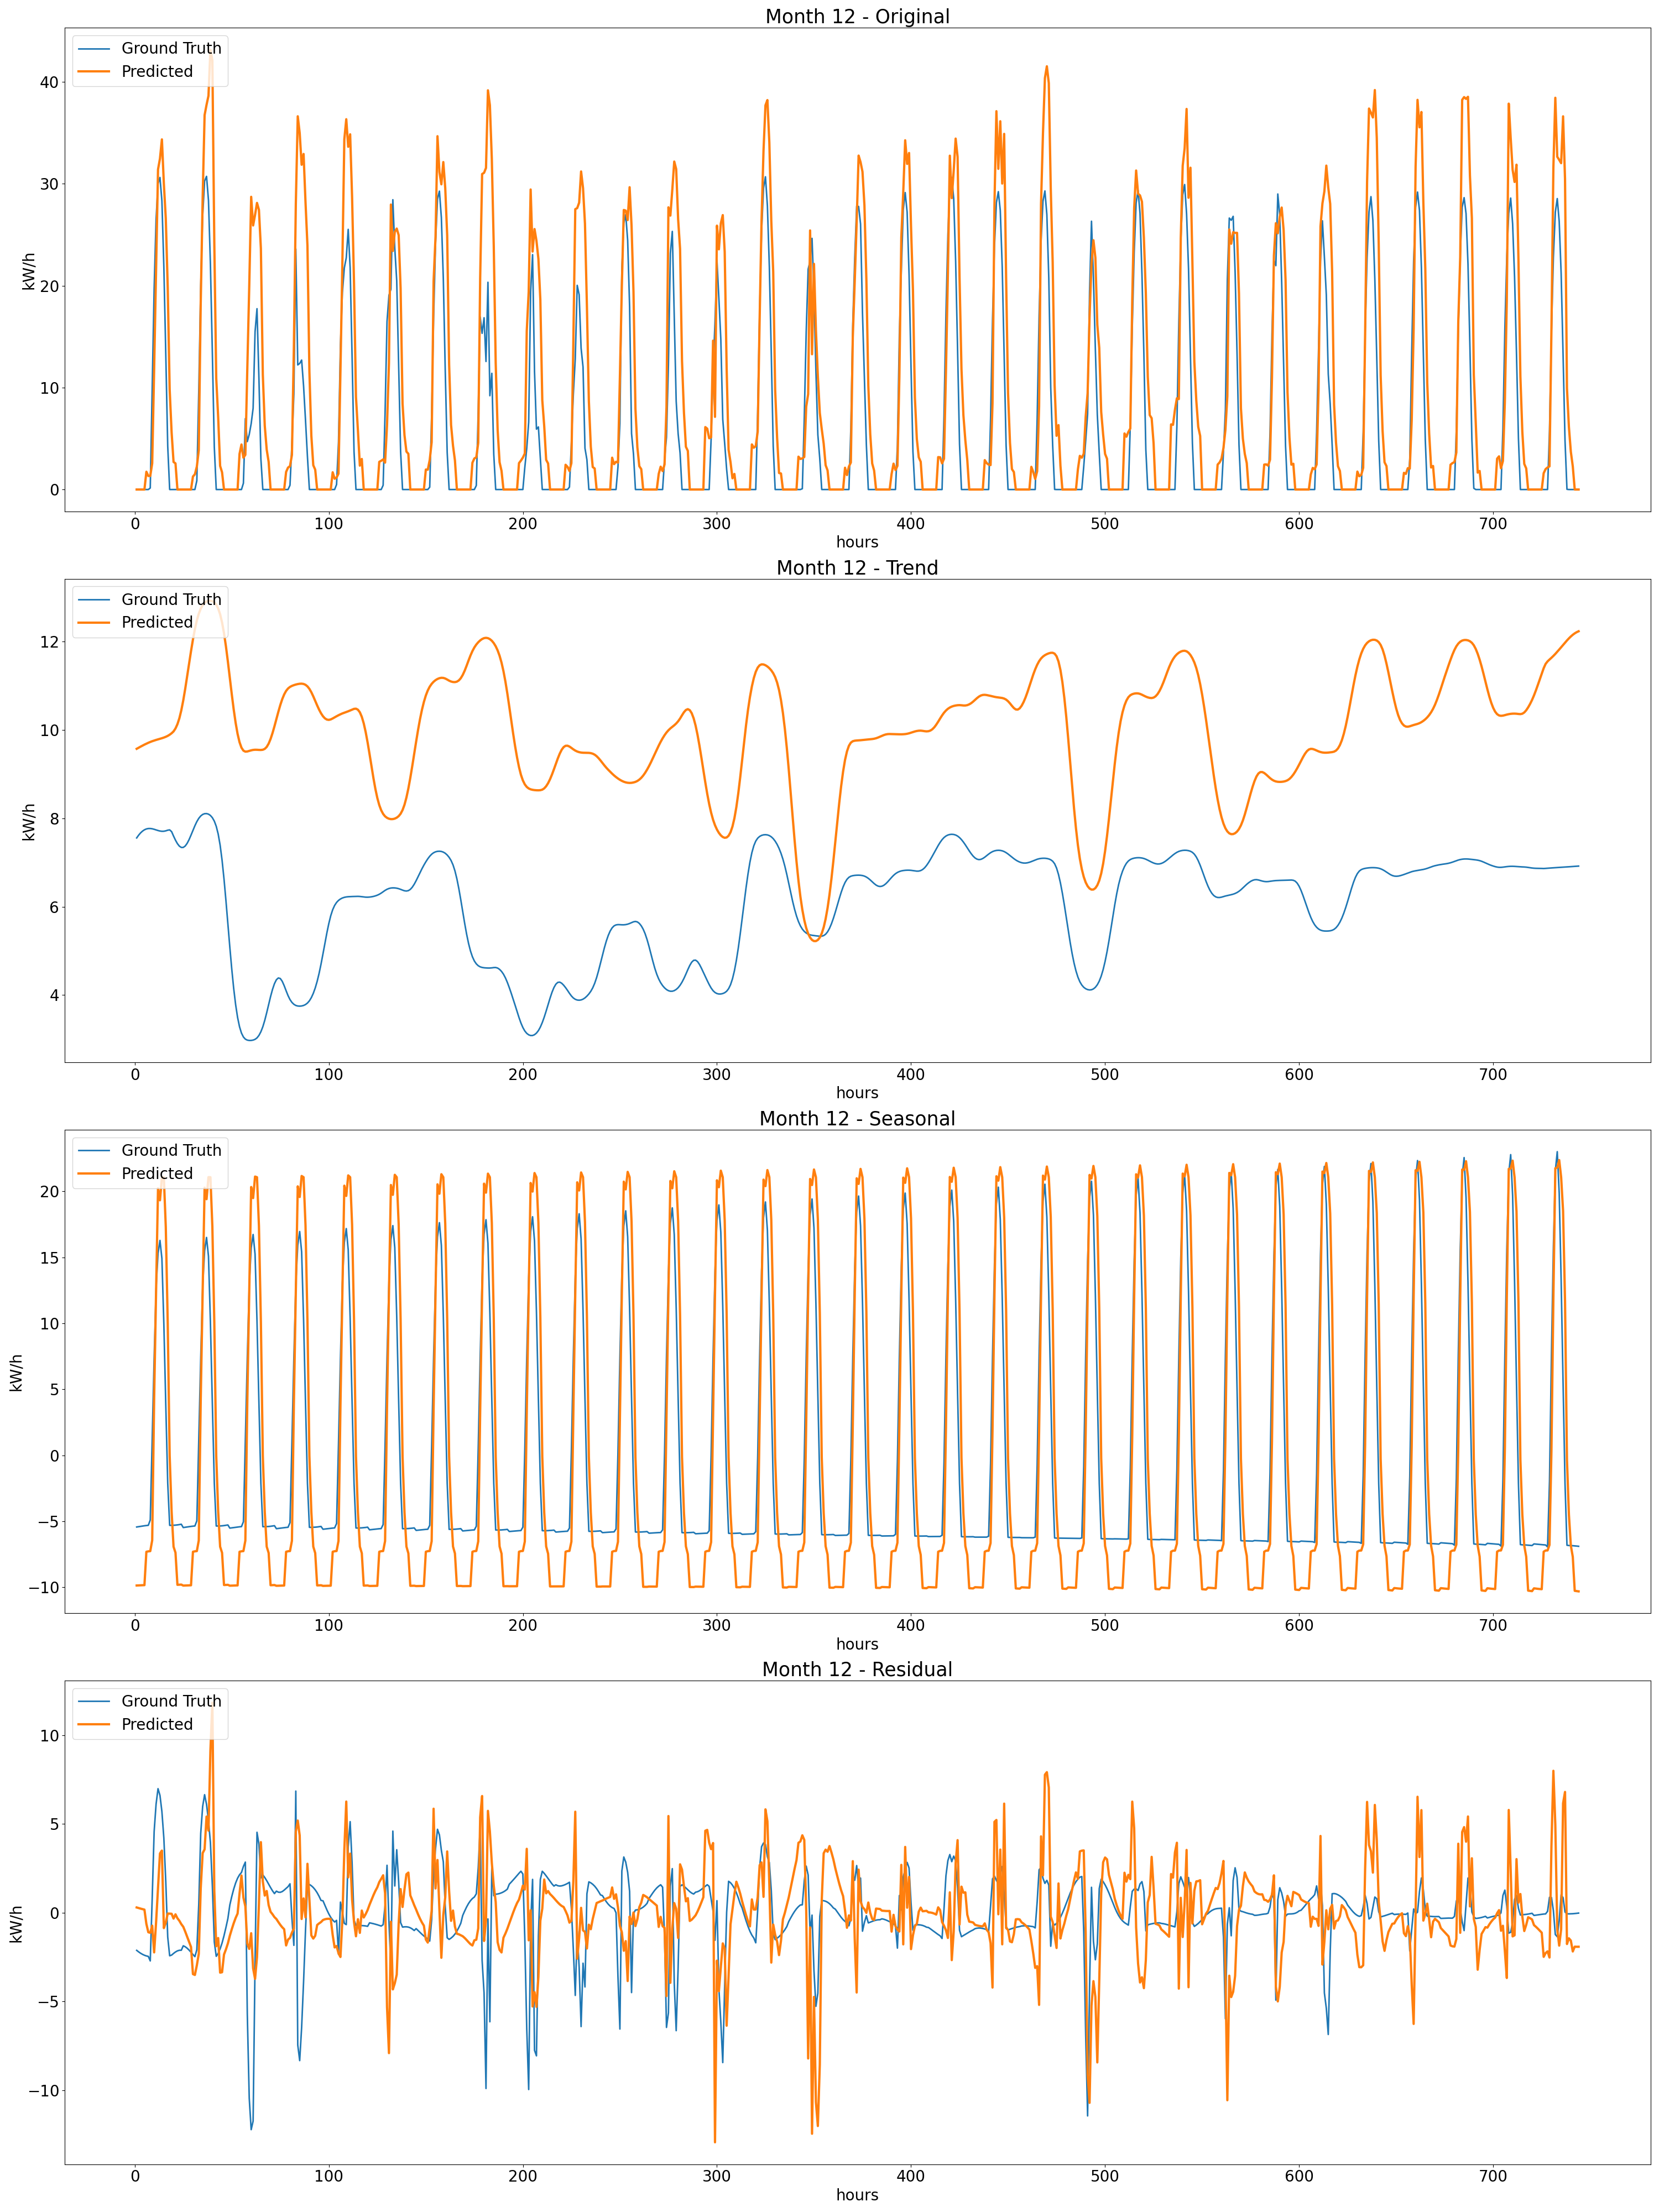 Month 12 - Original
Ground Truth
Predicted
40
30
20
10
0
kW/h
0 100 200 300 400 500 600 700
hours
Month 12 - Trend
Ground Truth
Predicted
12
10
8
6
4
kW/h
0 100 200 300 400 500 600 700
hours
Month 12 - Seasonal
Ground Truth
Predicted
20
15
10
5
0
−5
−10
kW/h
0 100 200 300 400 500 600 700
hours
Month 12 - Residual
Ground Truth
Predicted
10
5
0
−5
−10
kW/h
0 100 200 300 400 500 600 700
hours